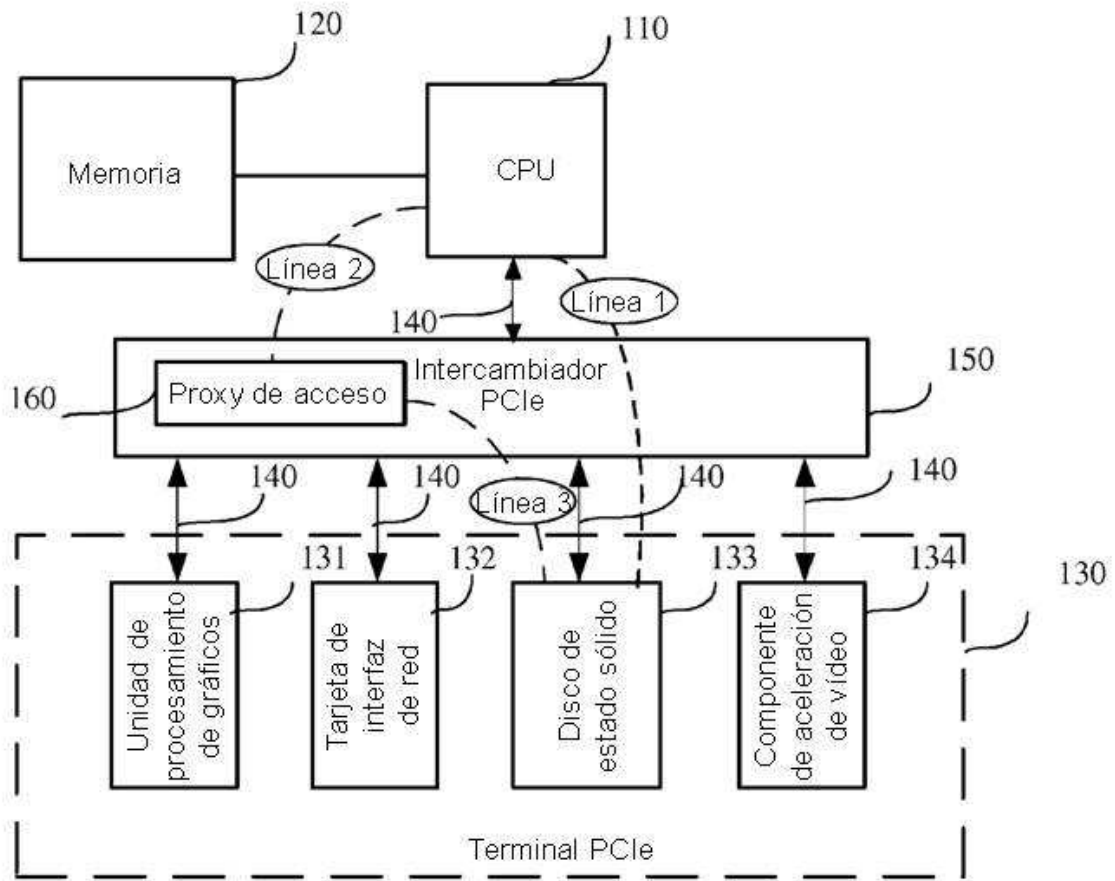 120
110
Memoria
CPU
Línea 2
140
Línea 1
Intercambiador
PCIe
150
160
Proxy de acceso
140
140
Línea 3
140
140
131
132
133
134
130
Unidad de
procesamiento
de gráficos
Tarjeta de
interfaz
de red
Disco de
estado sólido
Componente
de aceleración
de vídeo
Terminal PCIe